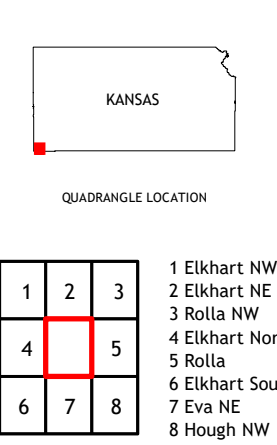 KANSAS
QUADRANGLE LOCATION
1 2 3
4 5
6 7 8
1 Elkhart NW
2 Elkhart NE
3 Rolla NW
4 Elkhart Nor
5 Rolla
6 Elkhart Sou
7 Eva NE
8 Hough NW